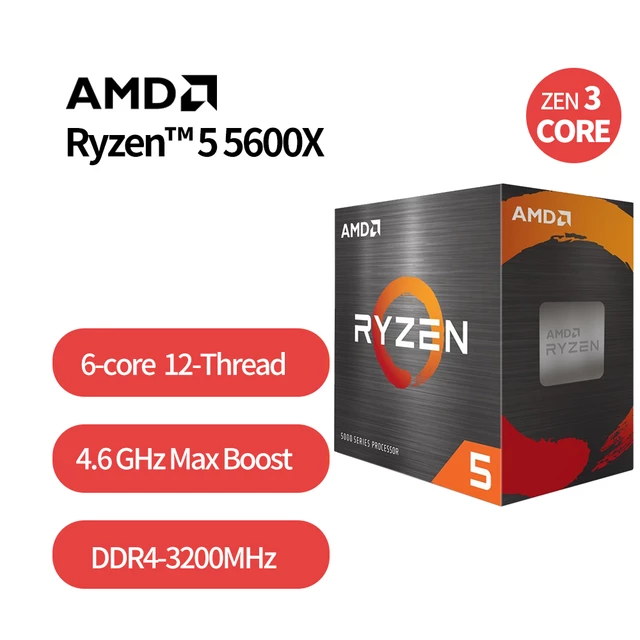 AMD
Ryzen™ 5 5600X
ZEN 3
CORE
6-core 12-Thread
4.6 GHz Max Boost
DDR4-3200MHz
AMD
RYZEN
5000 SERIES PROCESSOR
5
AMD
AMD
RYZEN